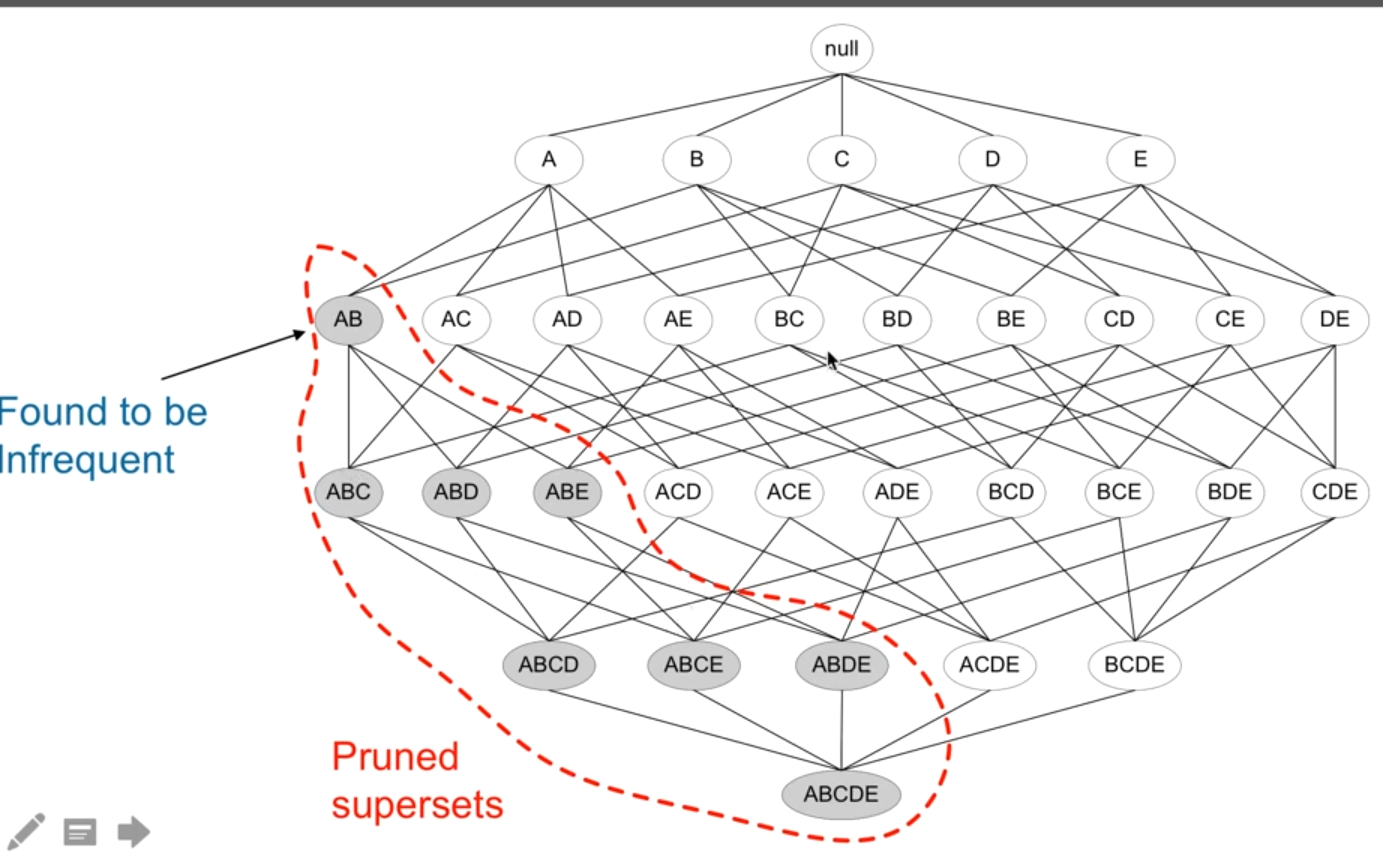 null
A B C D E
AB AC AD AE BC BD BE CD CE DE
Found to be
Infrequent
ABC ABD ABE ACD ACE ADE BCD BCE BDE CDE
ABCD ABCE ABDE ACDE BCDE
Pruned
supersets
ABCDE